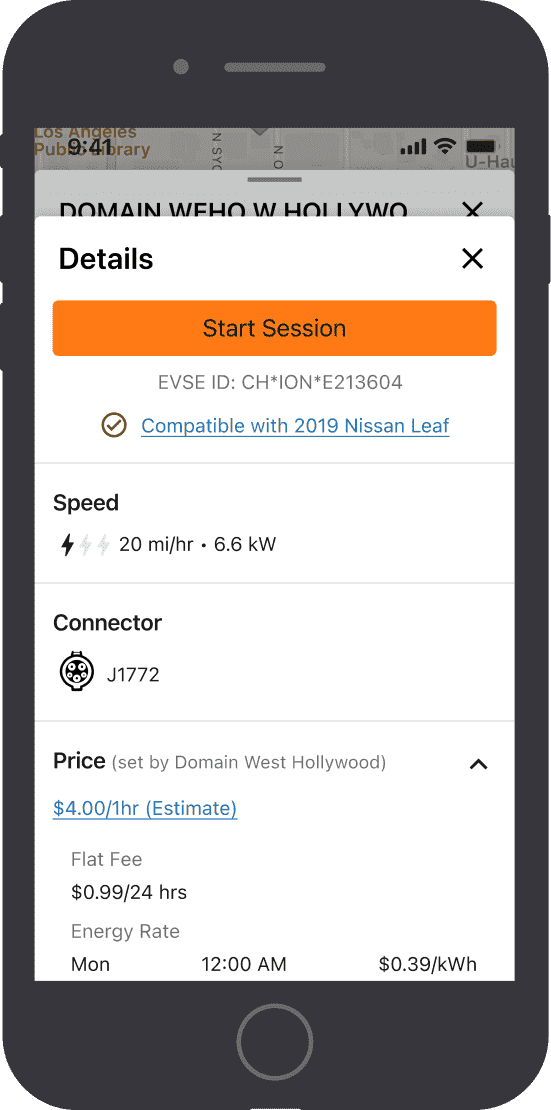 Los Angeles
Public Library
9:41
N SYC
N O
U-Hau
DOMAIN WEHO W HOLLYWO
Details
Start Session
EVSE ID: CH*ION*E213604
Compatible with 2019 Nissan Leaf
Speed
20 mi/hr • 6.6 kW
Connector
J1772
Price (set by Domain West Hollywood)
$4.00/1hr (Estimate)
Flat Fee
$0.99/24 hrs
Energy Rate
Mon 12:00 AM $0.39/kWh